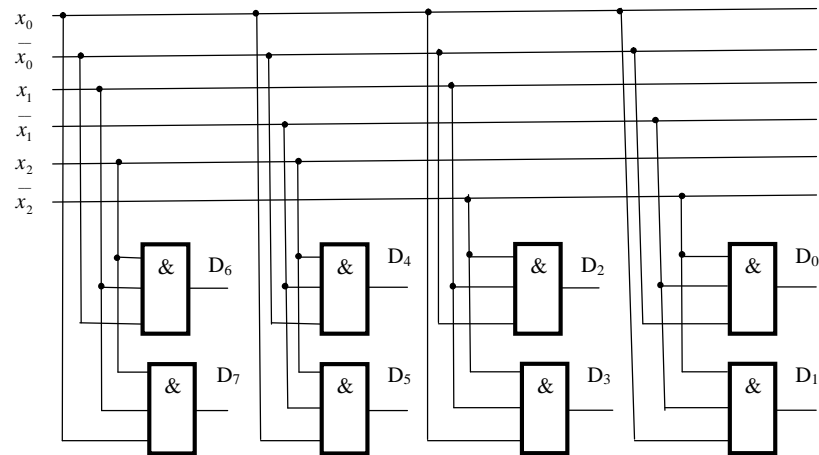 x₀
x̄₀
x₁
x̄₁
x₂
x̄₂
& D₆ & D₄ & D₂ & D₀
& D₇ & D₅ & D₃ & D₁